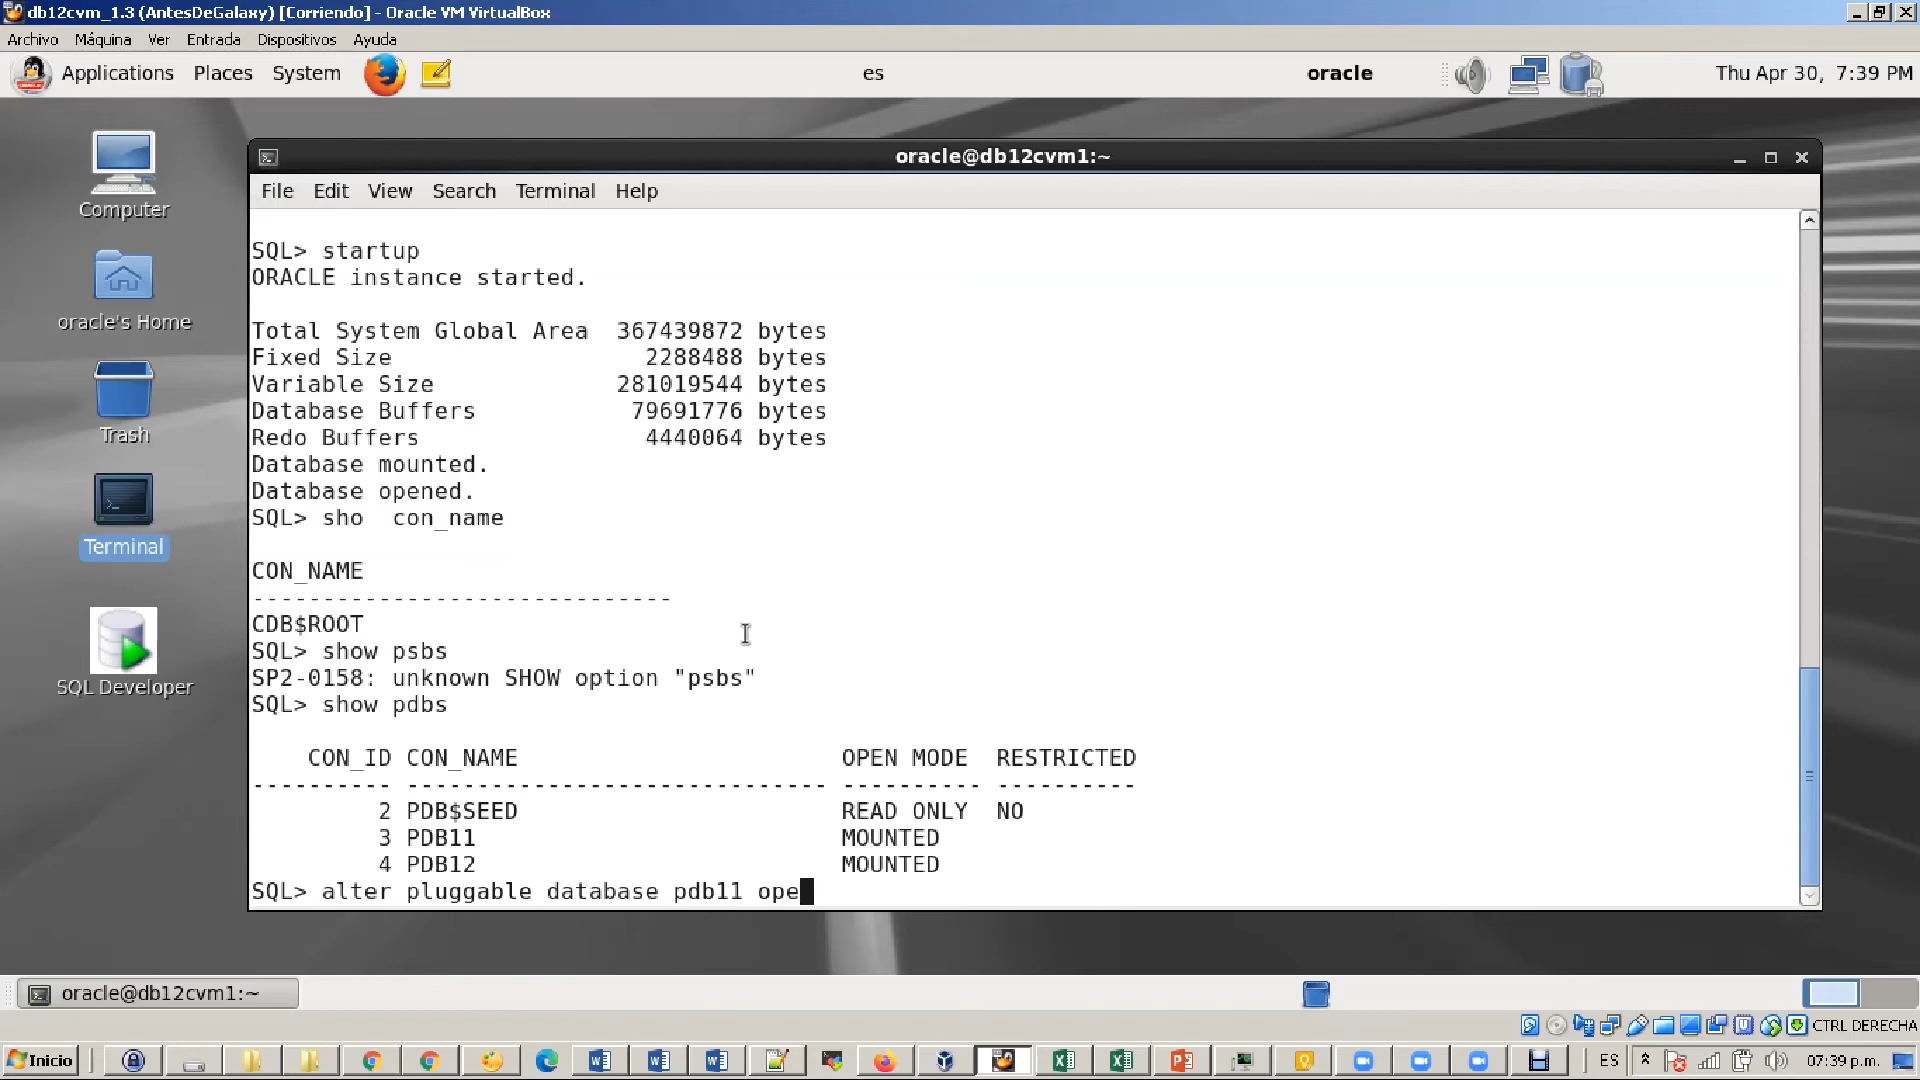 db12cvm_1.3 (AntesDeGalaxy) [Corriendo] - Oracle VM VirtualBox
Archivo Máquina Ver Entrada Dispositivos Ayuda
Applications Places System es oracle Thu Apr 30, 7:39 PM
Computer
oracle's Home
Trash
Terminal
SQL Developer
oracle@db12cvm1:~
File Edit View Search Terminal Help
SQL> startup
ORACLE instance started.
Total System Global Area 367439872 bytes
Fixed Size 2288488 bytes
Variable Size 281019544 bytes
Database Buffers 79691776 bytes
Redo Buffers 4440064 bytes
Database mounted.
Database opened.
SQL> sho  con_name
CON_NAME
------------------------------
CDB$ROOT
SQL> show psbs
SP2-0158: unknown SHOW option "psbs"
SQL> show pdbs
CON_ID CON_NAME OPEN MODE RESTRICTED
---------- ------------------------------ ---------- ----------
2 PDB$SEED READ ONLY NO
3 PDB11 MOUNTED
4 PDB12 MOUNTED
SQL> alter pluggable database pdb11 ope
oracle@db12cvm1:~
CTRL DERECHA
Inicio ES 07:39 p.m.